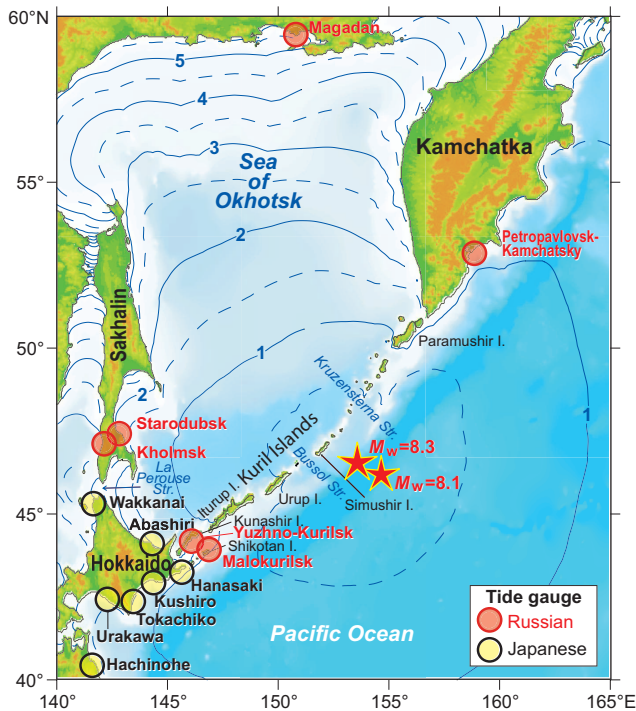 60°N
55°
50°
45°
40°
140°
145°
150°
155°
160°
165°E
Magadan
5
4
3
Sea
of
Okhotsk
2
1
Kamchatka
Petropavlovsk-
Kamchatsky
Sakhalin
Paramushir I.
2
1
Kruzensterna Str.
Starodubsk
Kholmsk
La
Perouse
Str.
Kuril Islands
Bussol Str.
Mw=8.3
Mw=8.1
Iturup I.
Urup I.
Simushir I.
Wakkanai
Abashiri
Kunashir I.
Yuzhno-Kurilsk
Shikotan I.
Malokurilsk
Hokkaido
Hanasaki
Kushiro
Tokachiko
Urakawa
Hachinohe
Pacific Ocean
Tide gauge
Russian
Japanese